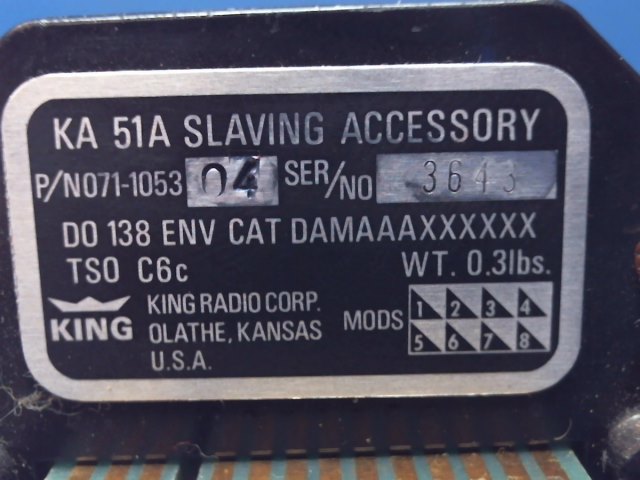 KA 51A SLAVING ACCESSORY
P/N071-1053 04 SER/NO 3643
DO 138 ENV CAT DAMAAAXXXXXX
TSO C6c WT. 0.3lbs.
KING
KING RADIO CORP.
OLATHE, KANSAS
U.S.A.
MODS
1 2 3 4
5 6 7 8